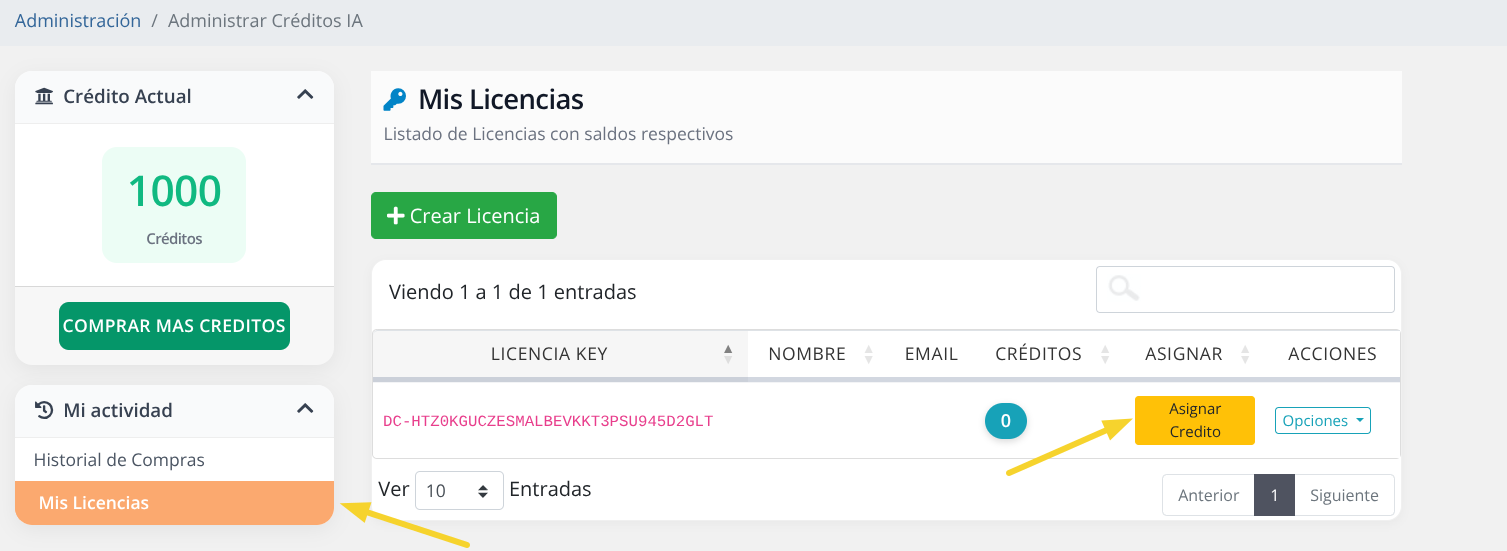 Administración / Administrar Créditos IA
Crédito Actual
1000
Créditos
COMPRAR MAS CREDITOS
Mi actividad
Historial de Compras
Mis Licencias
Mis Licencias
Listado de Licencias con saldos respectivos
Crear Licencia
Viendo 1 a 1 de 1 entradas
LICENCIA KEY NOMBRE EMAIL CRÉDITOS ASIGNAR ACCIONES
DC-HTZ0KGUCZESMALBEVKKT3PSU945D2GLT 0 Asignar Credito Opciones
Ver 10 Entradas
Anterior 1 Siguiente